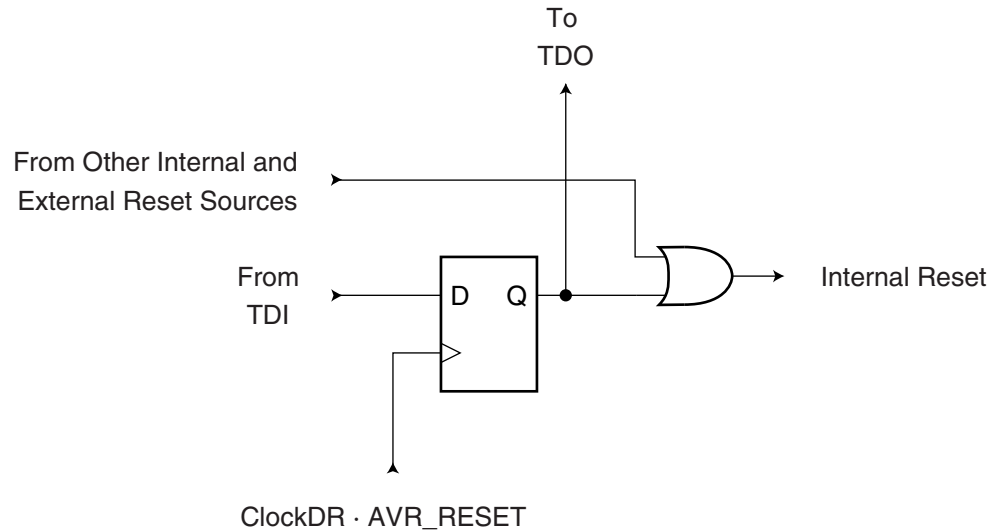 To
TDO
From Other Internal and
External Reset Sources
From
TDI
D
Q
Internal Reset
ClockDR · AVR_RESET